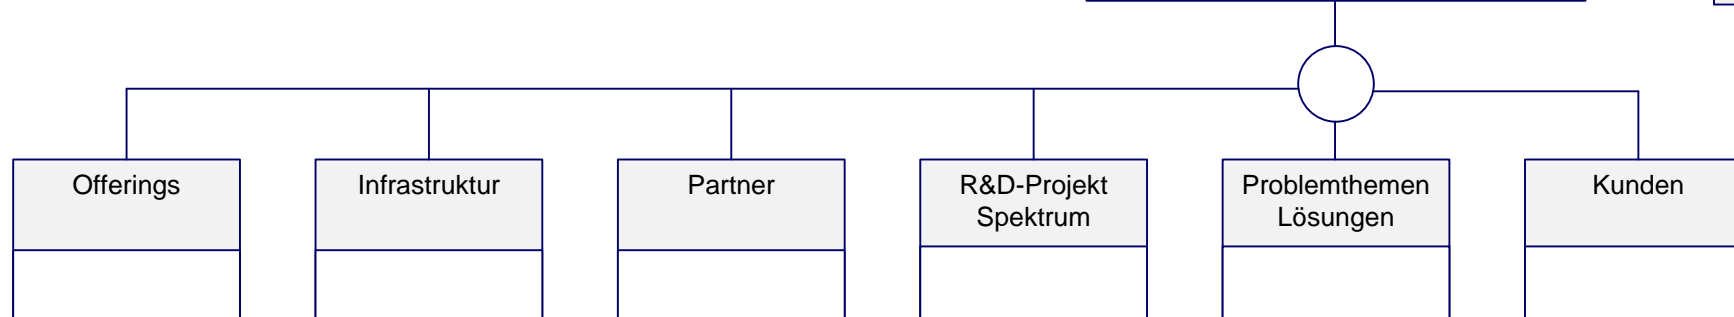 Offerings
Infrastruktur
Partner
R&D-Projekt
Spektrum
Problemthemen
Lösungen
Kunden